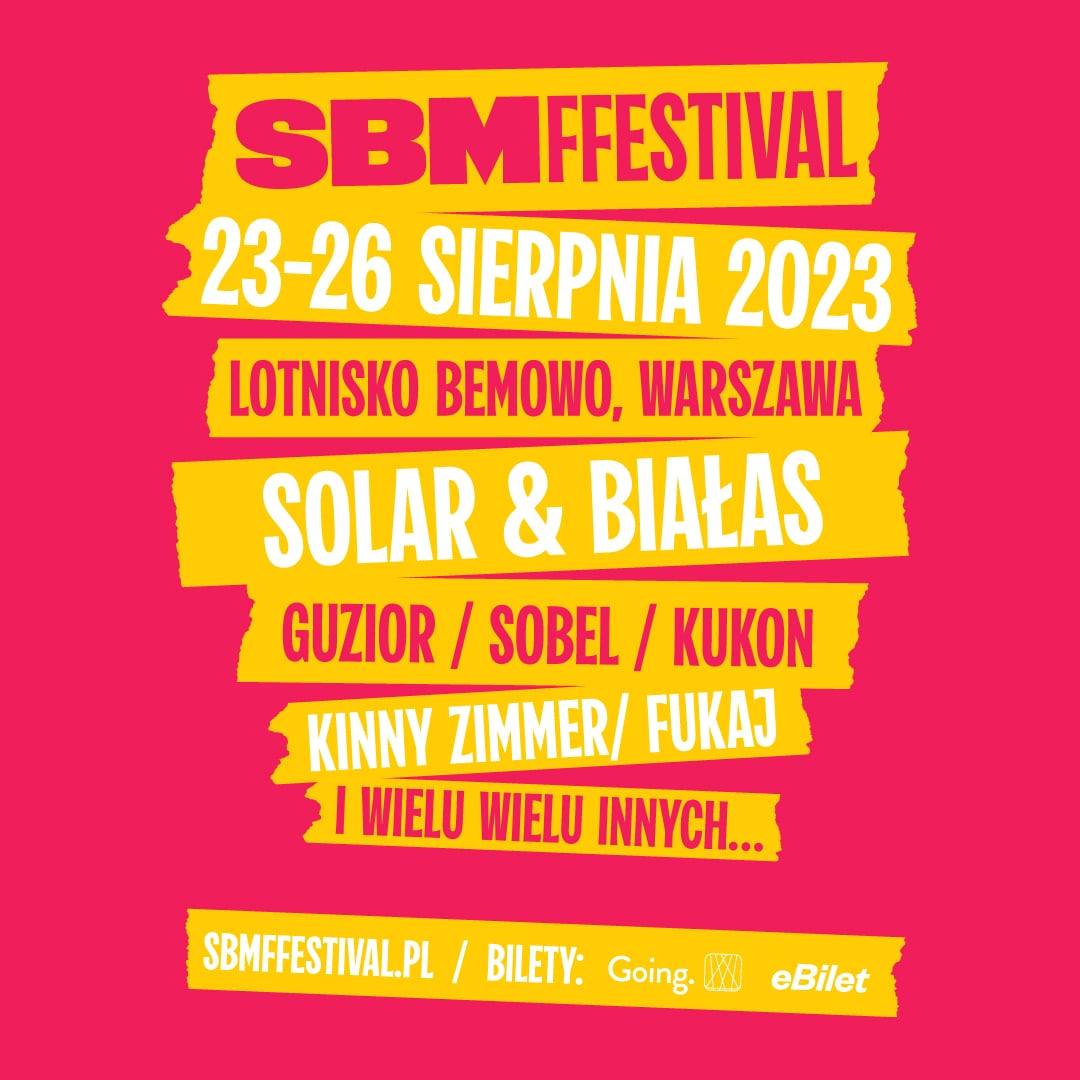 SBMFFESTIVAL
23-26 SIERPNIA 2023
LOTNISKO BEMOWO, WARSZAWA
SOLAR & BIAŁAS
GUZIOR / SOBEL / KUKON
KINNY ZIMMER/ FUKAJ
I WIELU WIELU INNYCH...
SBMFFESTIVAL.PL / BILETY: Going. eBilet